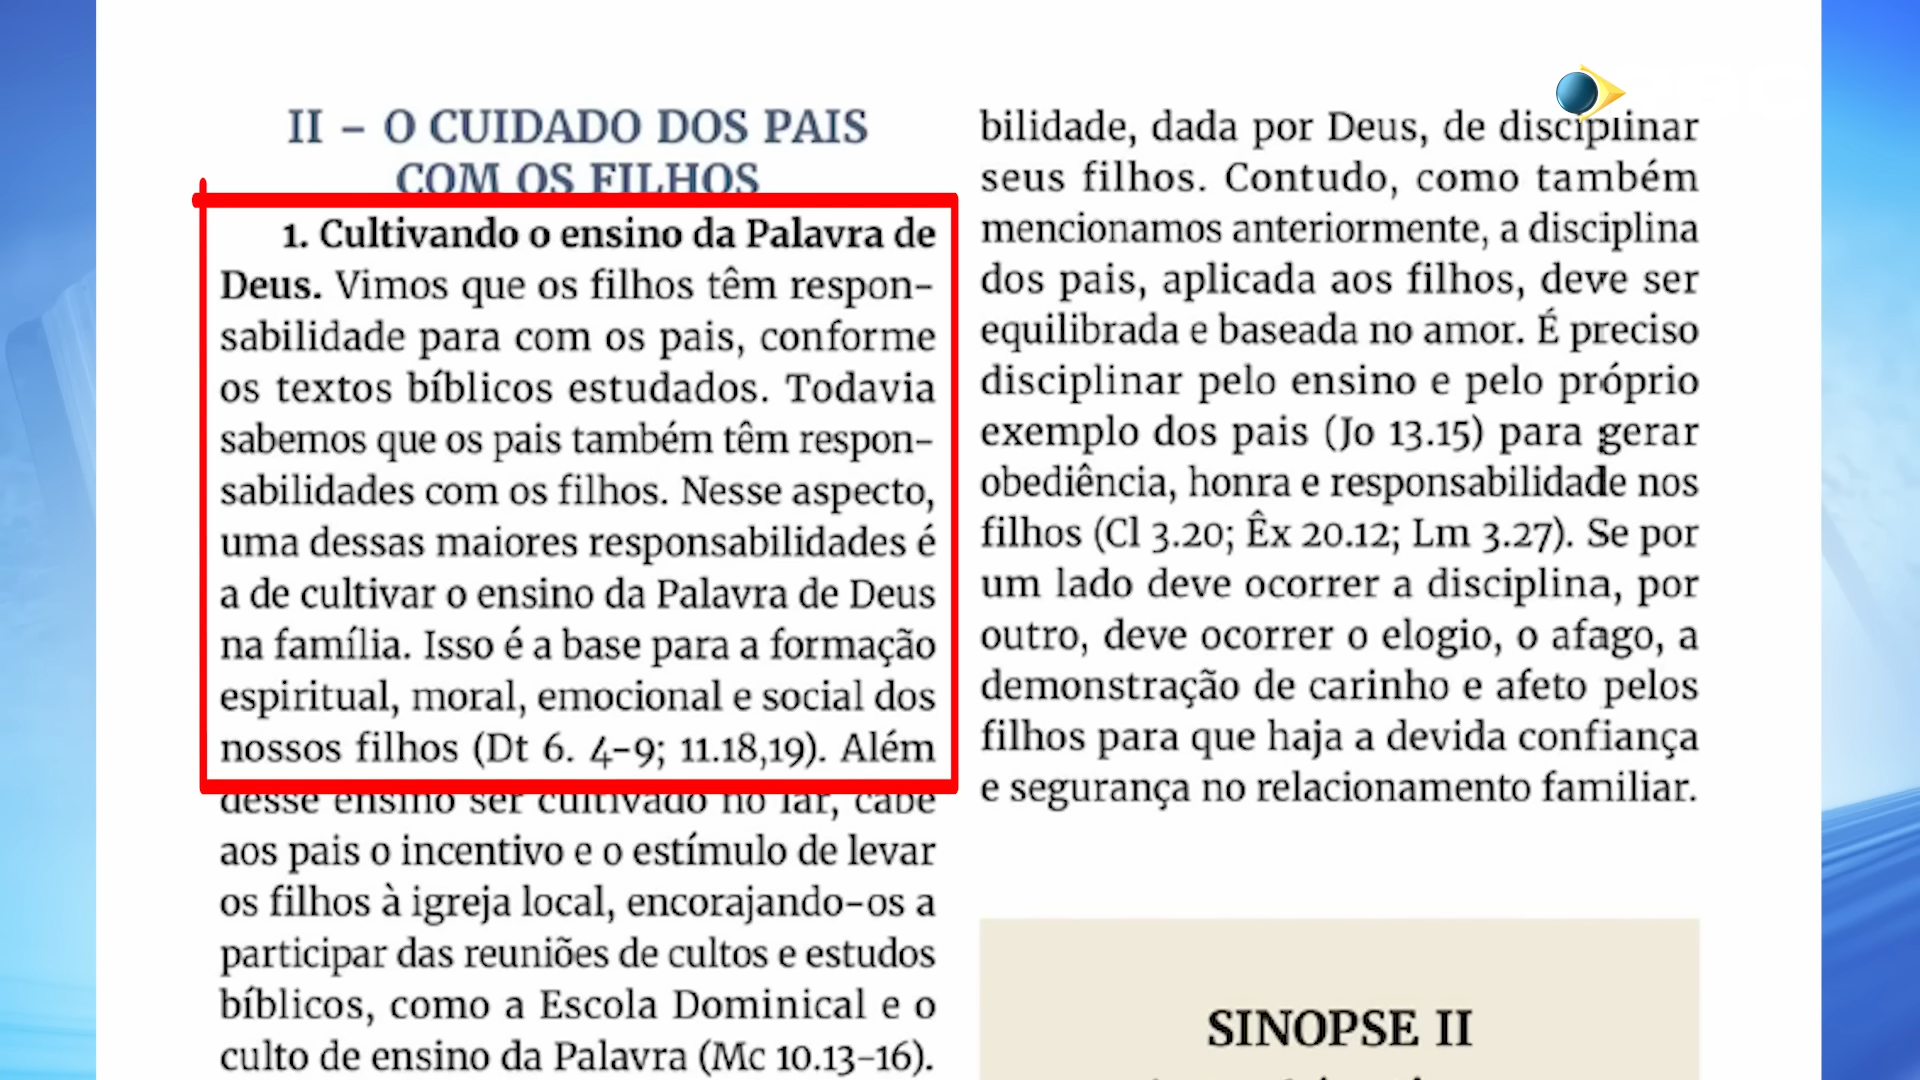 II – O CUIDADO DOS PAIS
COM OS FILHOS
1. Cultivando o ensino da Palavra de
Deus. Vimos que os filhos têm respon-
sabilidade para com os pais, conforme
os textos bíblicos estudados. Todavia
sabemos que os pais também têm respon-
sabilidades com os filhos. Nesse aspecto,
uma dessas maiores responsabilidades é
a de cultivar o ensino da Palavra de Deus
na família. Isso é a base para a formação
espiritual, moral, emocional e social dos
nossos filhos (Dt 6. 4-9; 11.18,19). Além
desse ensino ser cultivado no lar, cabe
aos pais o incentivo e o estímulo de levar
os filhos à igreja local, encorajando-os a
participar das reuniões de cultos e estudos
bíblicos, como a Escola Dominical e o
culto de ensino da Palavra (Mc 10.13-16).
bilidade, dada por Deus, de disciplinar
seus filhos. Contudo, como também
mencionamos anteriormente, a disciplina
dos pais, aplicada aos filhos, deve ser
equilibrada e baseada no amor. É preciso
disciplinar pelo ensino e pelo próprio
exemplo dos pais (Jo 13.15) para gerar
obediência, honra e responsabilidade nos
filhos (Cl 3.20; Êx 20.12; Lm 3.27). Se por
um lado deve ocorrer a disciplina, por
outro, deve ocorrer o elogio, o afago, a
demonstração de carinho e afeto pelos
filhos para que haja a devida confiança
e segurança no relacionamento familiar.
SINOPSE II